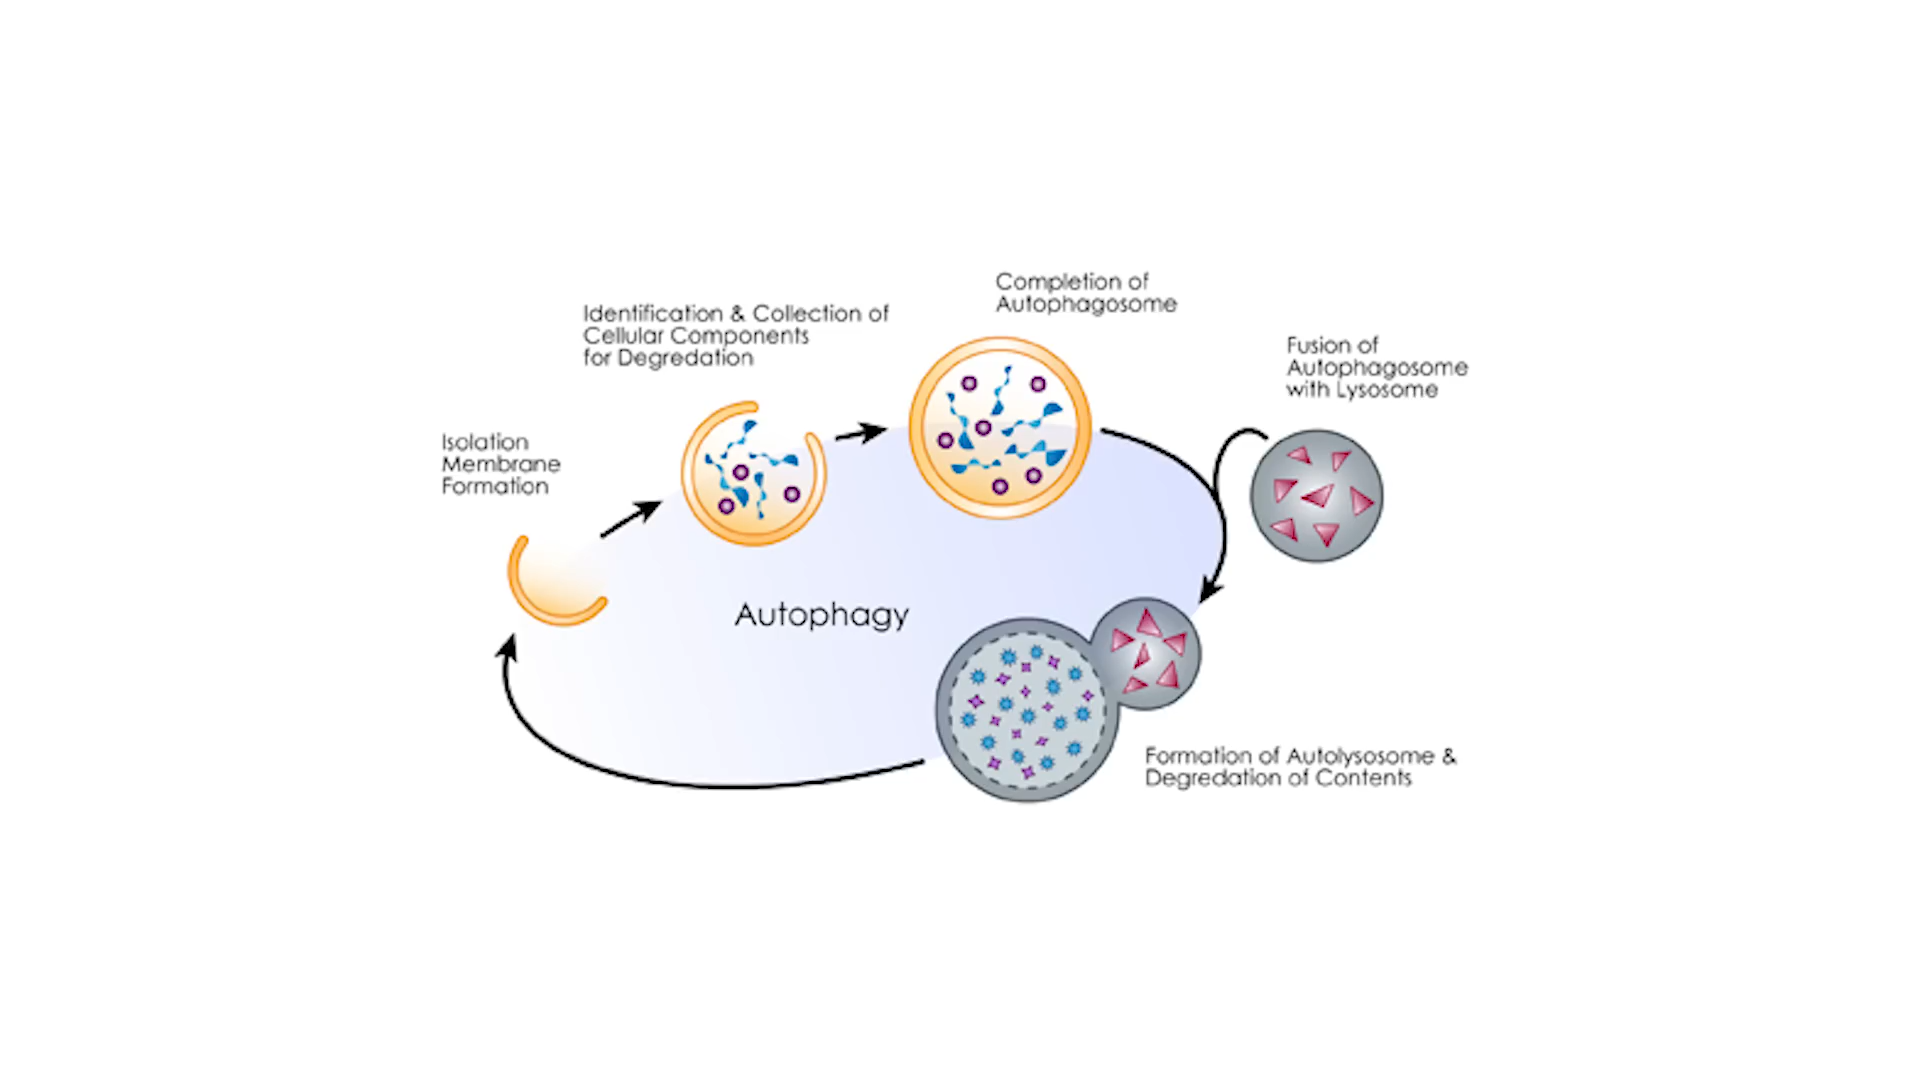 Isolation
Membrane
Formation
Identification & Collection of
Cellular Components
for Degredation
Completion of
Autophagosome
Fusion of
Autophagosome
with Lysosome
Autophagy
Formation of Autolysosome &
Degredation of Contents